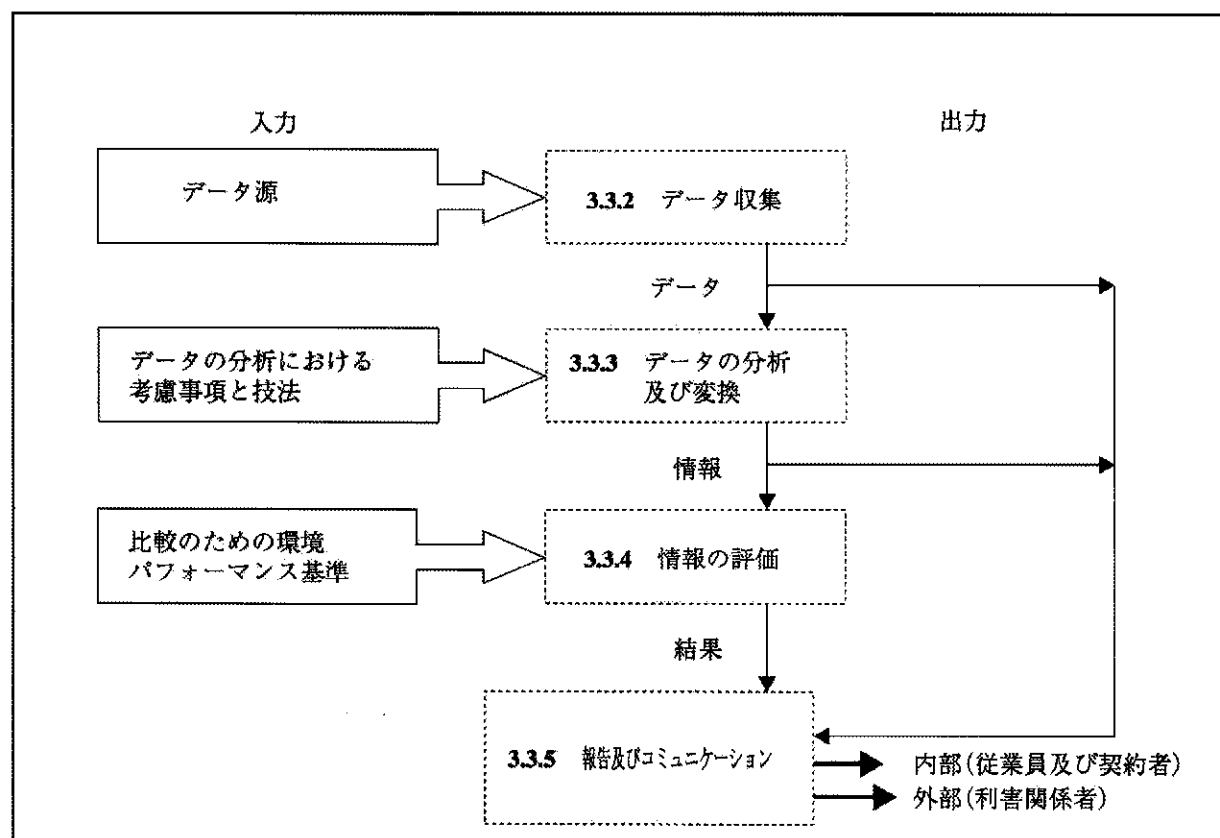 入力
出力
データ源
3.3.2 データ収集
データ
データの分析における
考慮事項と技法
3.3.3 データの分析
及び変換
情報
比較のための環境
パフォーマンス基準
3.3.4 情報の評価
結果
3.3.5 報告及びコミュニケーション
内部(従業員及び契約者)
外部(利害関係者)